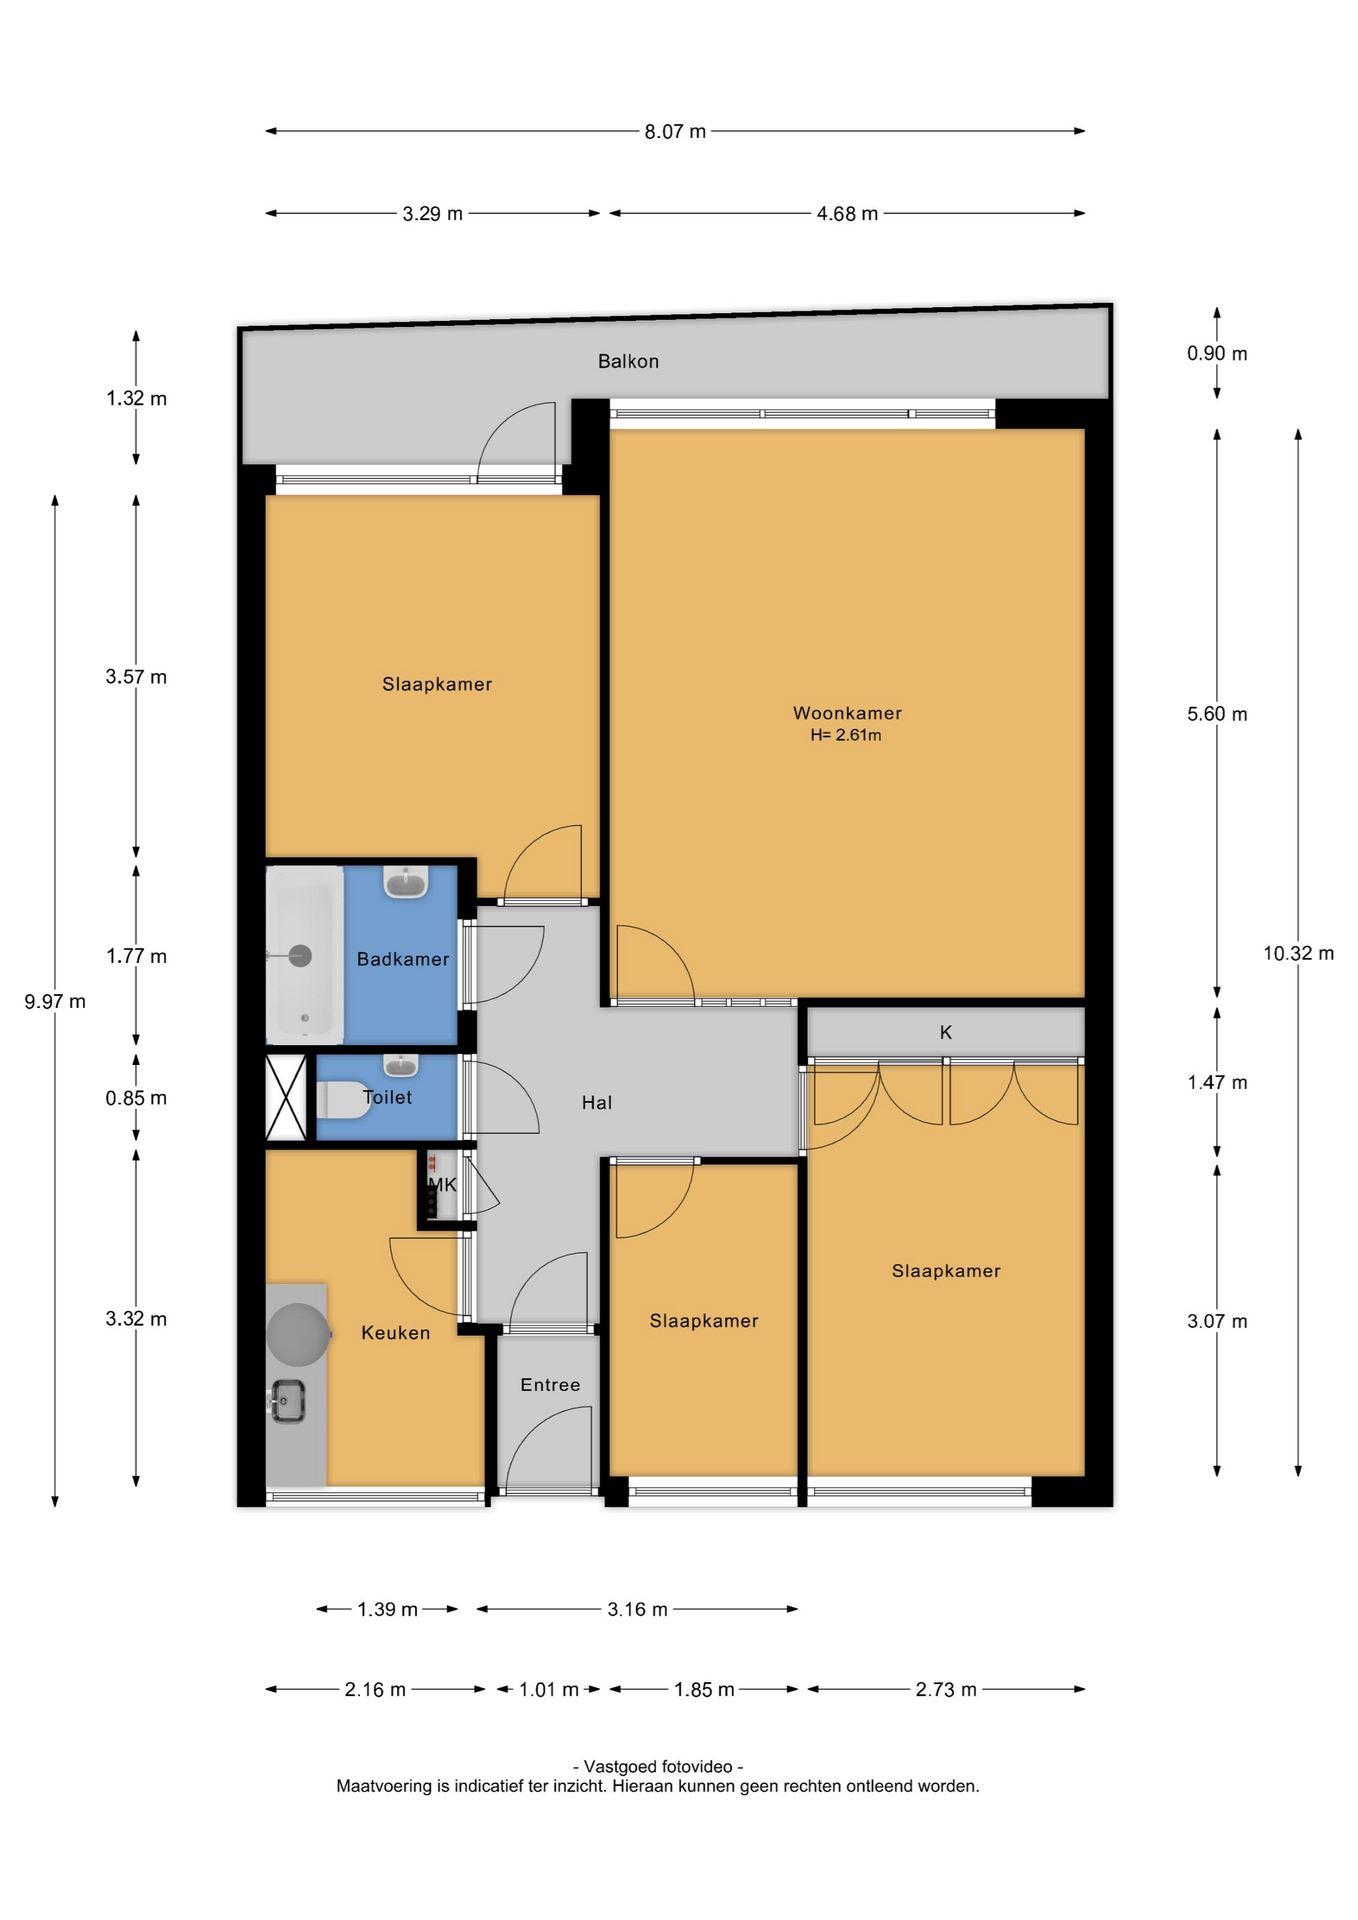 8.07 m
3.29 m
4.68 m
Balkon
0.90 m
1.32 m
3.57 m
Slaapkamer
Woonkamer
H= 2.61m
5.60 m
1.77 m
Badkamer
10.32 m
9.97 m
K
0.85 m
Toilet
Hal
1.47 m
MK
3.32 m
Keuken
Slaapkamer
Slaapkamer
3.07 m
Entree
1.39 m
3.16 m
2.16 m
1.01 m
1.85 m
2.73 m
- Vastgoed fotovideo -
Maatvoering is indicatief ter inzicht. Hieraan kunnen geen rechten ontleend worden.